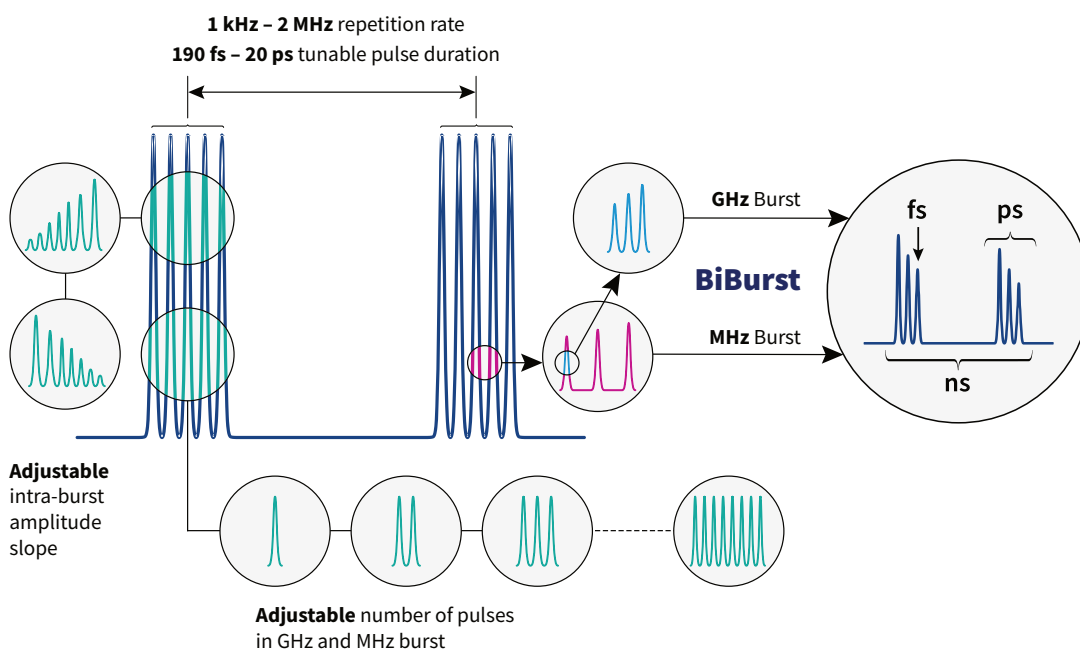 1 kHz – 2 MHz repetition rate
190 fs – 20 ps tunable pulse duration
GHz Burst
BiBurst
MHz Burst
fs
ps
ns
Adjustable
intra-burst
amplitude
slope
Adjustable number of pulses
in GHz and MHz burst